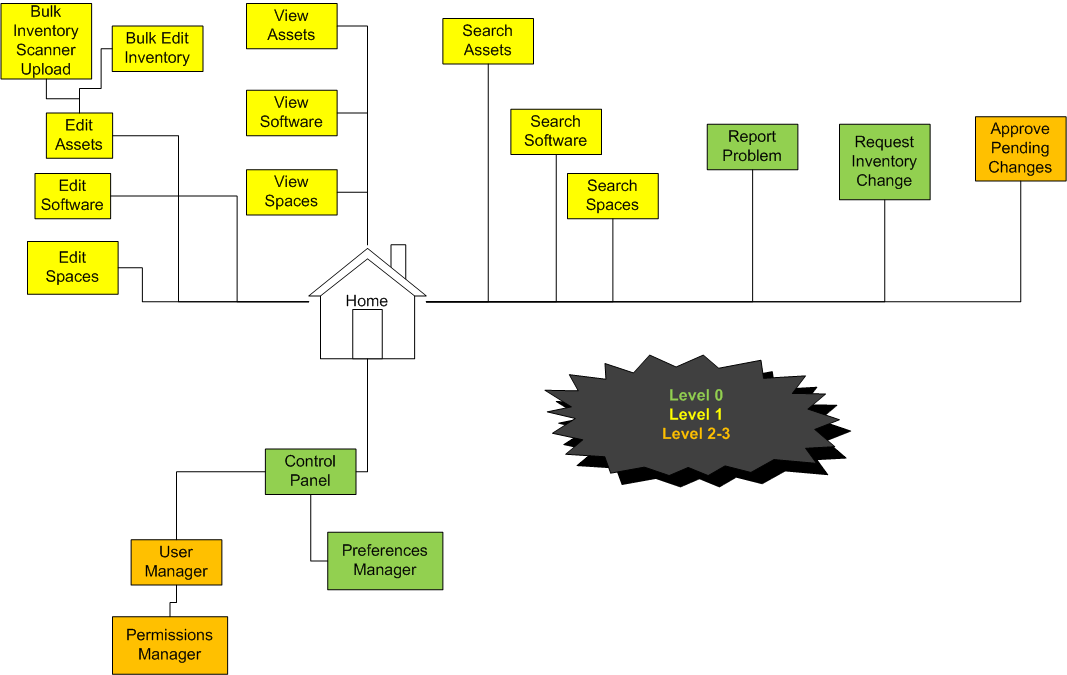 Bulk
Inventory
Scanner
Upload
Bulk Edit
Inventory
Edit
Assets
Edit
Software
Edit
Spaces
View
Assets
View
Software
View
Spaces
Search
Assets
Search
Software
Search
Spaces
Report
Problem
Request
Inventory
Change
Approve
Pending
Changes
Home
Level 0
Level 1
Level 2-3
Control
Panel
User
Manager
Preferences
Manager
Permissions
Manager